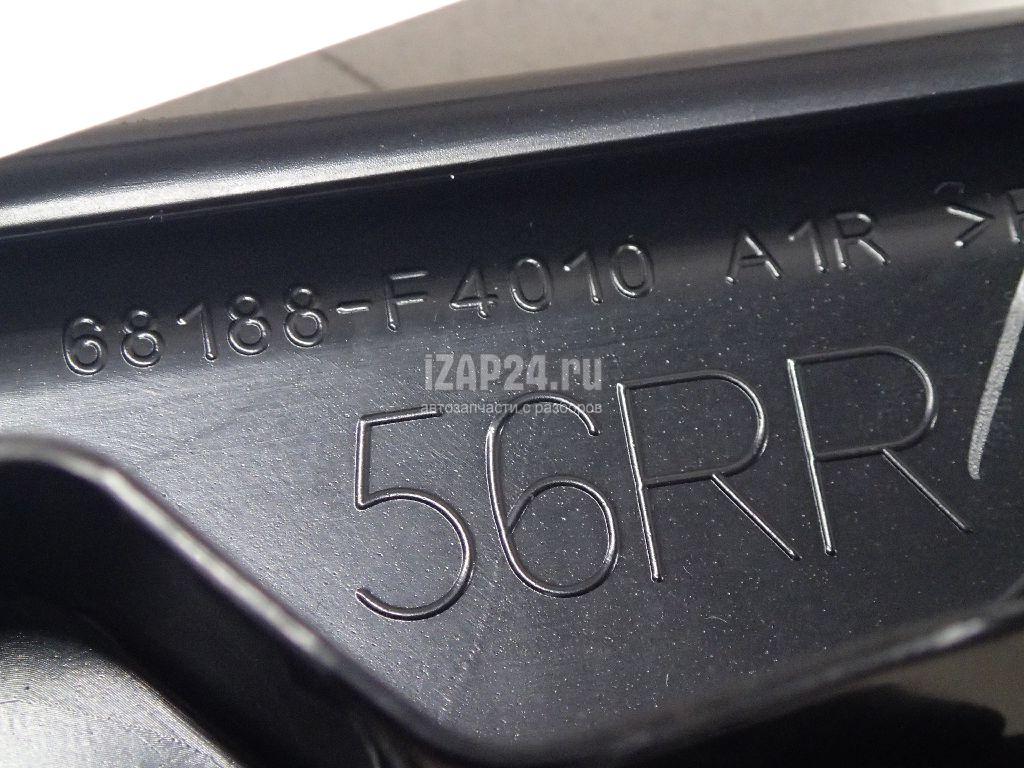 68188-F4010 A1R >
iZAP24.ru
автозапчасти с разборов
56RR